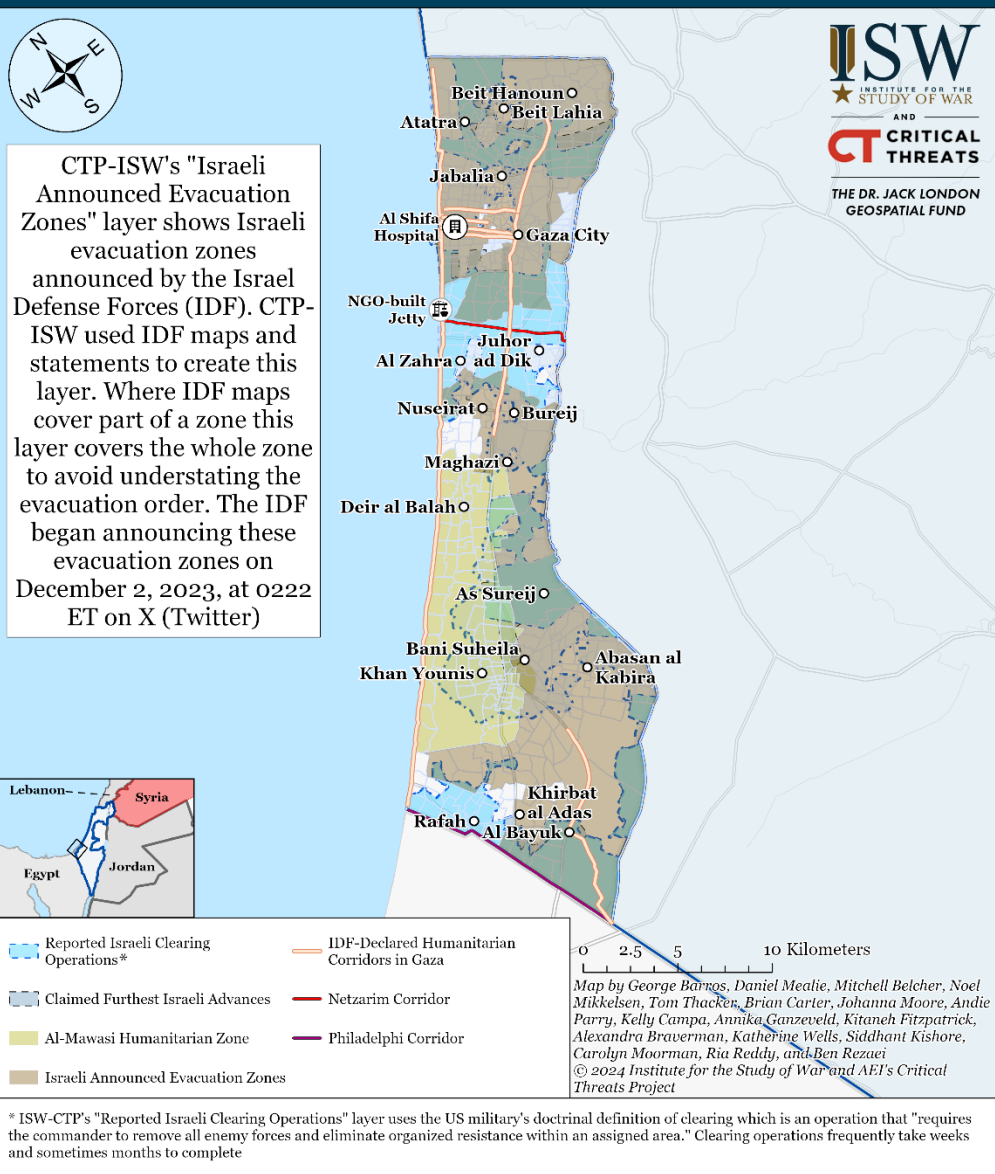 N
E
W
S
ISW
INSTITUTE FOR THE
STUDY OF WAR
AND
CT CRITICAL
THREATS
THE DR. JACK LONDON
GEOSPATIAL FUND
CTP-ISW's "Israeli
Announced Evacuation
Zones" layer shows Israeli
evacuation zones
announced by the Israel
Defense Forces (IDF). CTP-
ISW used IDF maps and
statements to create this
layer. Where IDF maps
cover part of a zone this
layer covers the whole zone
to avoid understating the
evacuation order. The IDF
began announcing these
evacuation zones on
December 2, 2023, at 0222
ET on X (Twitter)
Beit Hanoun
Beit Lahia
Atatra
Jabalia
Al Shifa
Hospital
Gaza City
NGO-built
Jetty
Juhor
ad Dik
Al Zahra
Nuseirat
Bureij
Maghazi
Deir al Balah
As Sureij
Bani Suheila
Abasan al
Kabira
Khan Younis
Khirbat
al Adas
Rafah
Al Bayuk
Lebanon
Syria
Jordan
Egypt
Reported Israeli Clearing
Operations*
Claimed Furthest Israeli Advances
Al-Mawasi Humanitarian Zone
Israeli Announced Evacuation Zones
IDF-Declared Humanitarian
Corridors in Gaza
Netzarim Corridor
Philadelphi Corridor
0 2.5 5 10 Kilometers
Map by George Barros, Daniel Mealie, Mitchell Belcher, Noel
Mikkelsen, Tom Thacker, Brian Carter, Johanna Moore, Andie
Parry, Kelly Campa, Annika Ganzeveld, Kitaneh Fitzpatrick,
Alexandra Braverman, Katherine Wells, Siddhant Kishore,
Carolyn Moorman, Ria Reddy, and Ben Rezaei
© 2024 Institute for the Study of War and AEI's Critical
Threats Project
* ISW-CTP's "Reported Israeli Clearing Operations" layer uses the US military's doctrinal definition of clearing which is an operation that "requires
the commander to remove all enemy forces and eliminate organized resistance within an assigned area." Clearing operations frequently take weeks
and sometimes months to complete